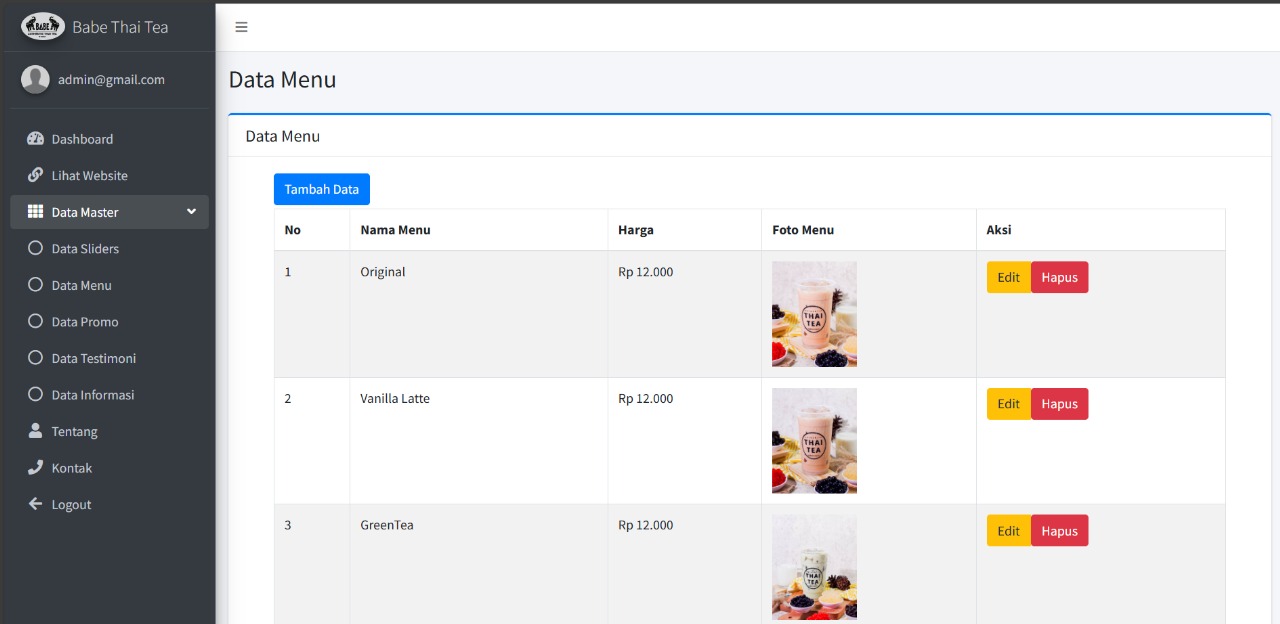 BABE
Babe Thai Tea
admin@gmail.com
Dashboard
Lihat Website
Data Master
Data Sliders
Data Menu
Data Promo
Data Testimoni
Data Informasi
Tentang
Kontak
Logout
Data Menu
Data Menu
Tambah Data
No Nama Menu Harga Foto Menu Aksi
1 Original Rp 12.000 Edit Hapus
THAI
TEA
2 Vanilla Latte Rp 12.000 Edit Hapus
THAI
TEA
3 GreenTea Rp 12.000 Edit Hapus
THAI
TEA